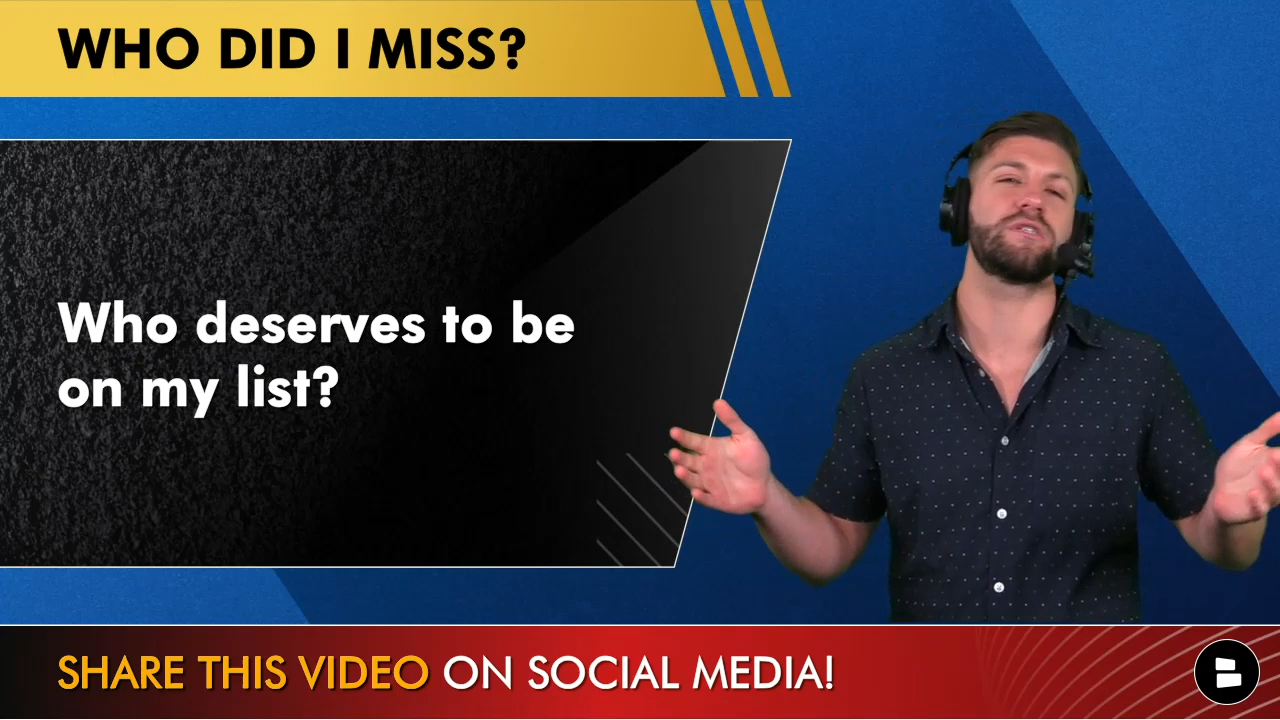 WHO DID I MISS?
Who deserves to be
on my list?
SHARE THIS VIDEO ON SOCIAL MEDIA!